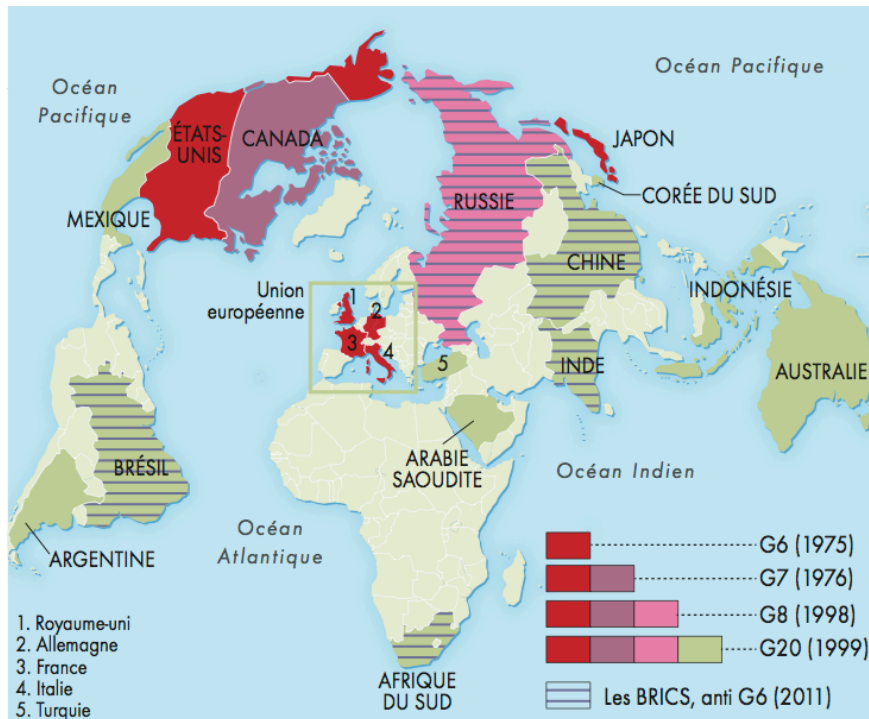 Océan
Pacifique
Océan Pacifique
ÉTATS-
UNIS
CANADA
JAPON
RUSSIE
CORÉE DU SUD
MEXIQUE
CHINE
INDONÉSIE
Union
européenne
1
2
3
4
5
INDE
AUSTRALIE
BRÉSIL
ARABIE
SAOUDITE
Océan Indien
Océan
Atlantique
ARGENTINE
G6 (1975)
G7 (1976)
G8 (1998)
G20 (1999)
Les BRICS, anti G6 (2011)
1. Royaume-uni
2. Allemagne
3. France
4. Italie
5. Turquie
AFRIQUE
DU SUD